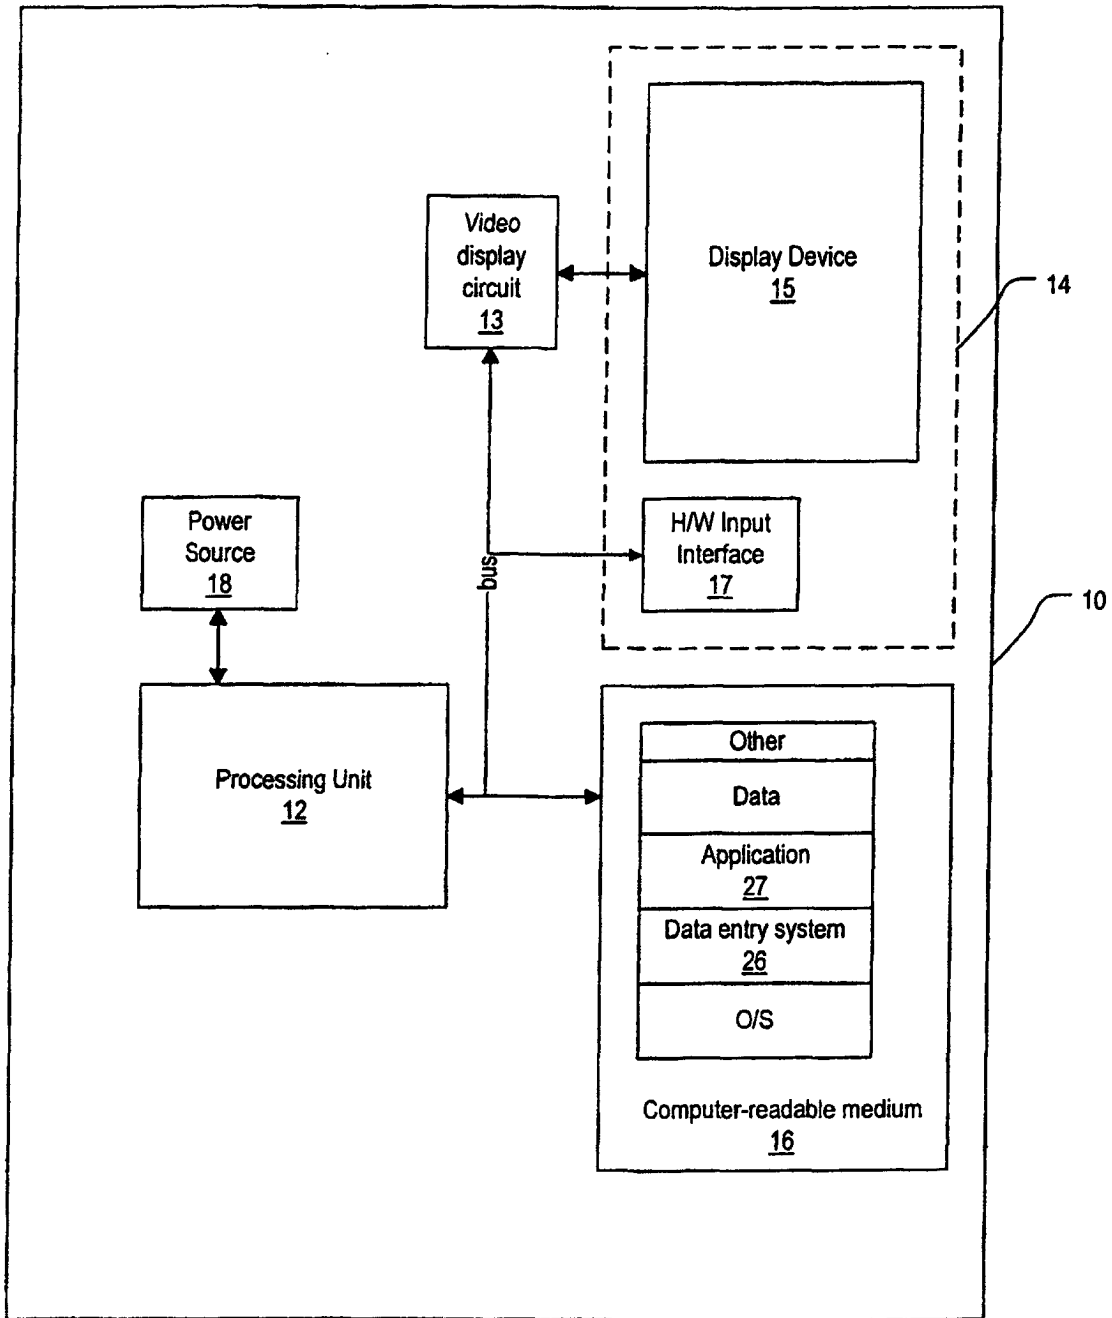 Video
display
circuit
13
Display Device
15
14
Power
Source
18
bus
H/W Input
Interface
17
10
Processing Unit
12
Other
Data
Application
27
Data entry system
26
O/S
Computer-readable medium
16